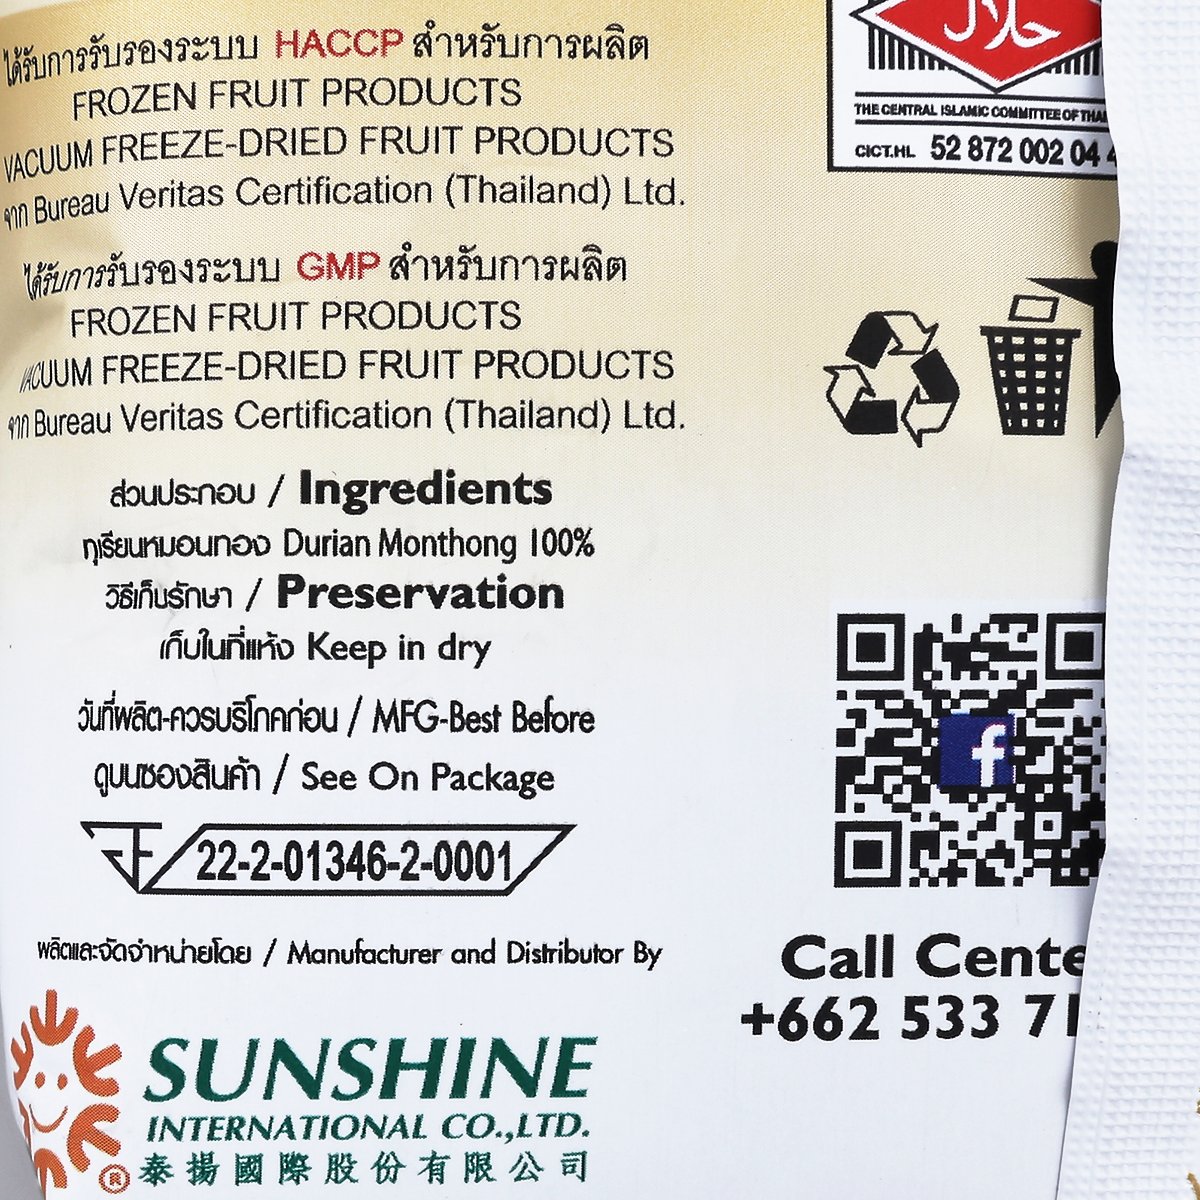 ได้รับการรับรองระบบ HACCP สำหรับการผลิต
FROZEN FRUIT PRODUCTS
VACUUM FREEZE-DRIED FRUIT PRODUCTS
จาก Bureau Veritas Certification (Thailand) Ltd.
ได้รับการรับรองระบบ GMP สำหรับการผลิต
FROZEN FRUIT PRODUCTS
VACUUM FREEZE-DRIED FRUIT PRODUCTS
จาก Bureau Veritas Certification (Thailand) Ltd.
ส่วนประกอบ / Ingredients
ทุเรียนหมอนทอง Durian Monthong 100%
วิธีเก็บรักษา / Preservation
เก็บในที่แห้ง Keep in dry
วันที่ผลิต-ควรบริโภคก่อน / MFG-Best Before
ดูบนซองสินค้า / See On Package
22-2-01346-2-0001
ผลิตและจัดจำหน่ายโดย / Manufacturer and Distributor By
SUNSHINE
INTERNATIONAL CO.,LTD.
® 泰揚國際股份有限公司
حلال
THE CENTRAL ISLAMIC COMMITTEE OF
CICT.HL 52 872 002 04
f
Call
+662 533